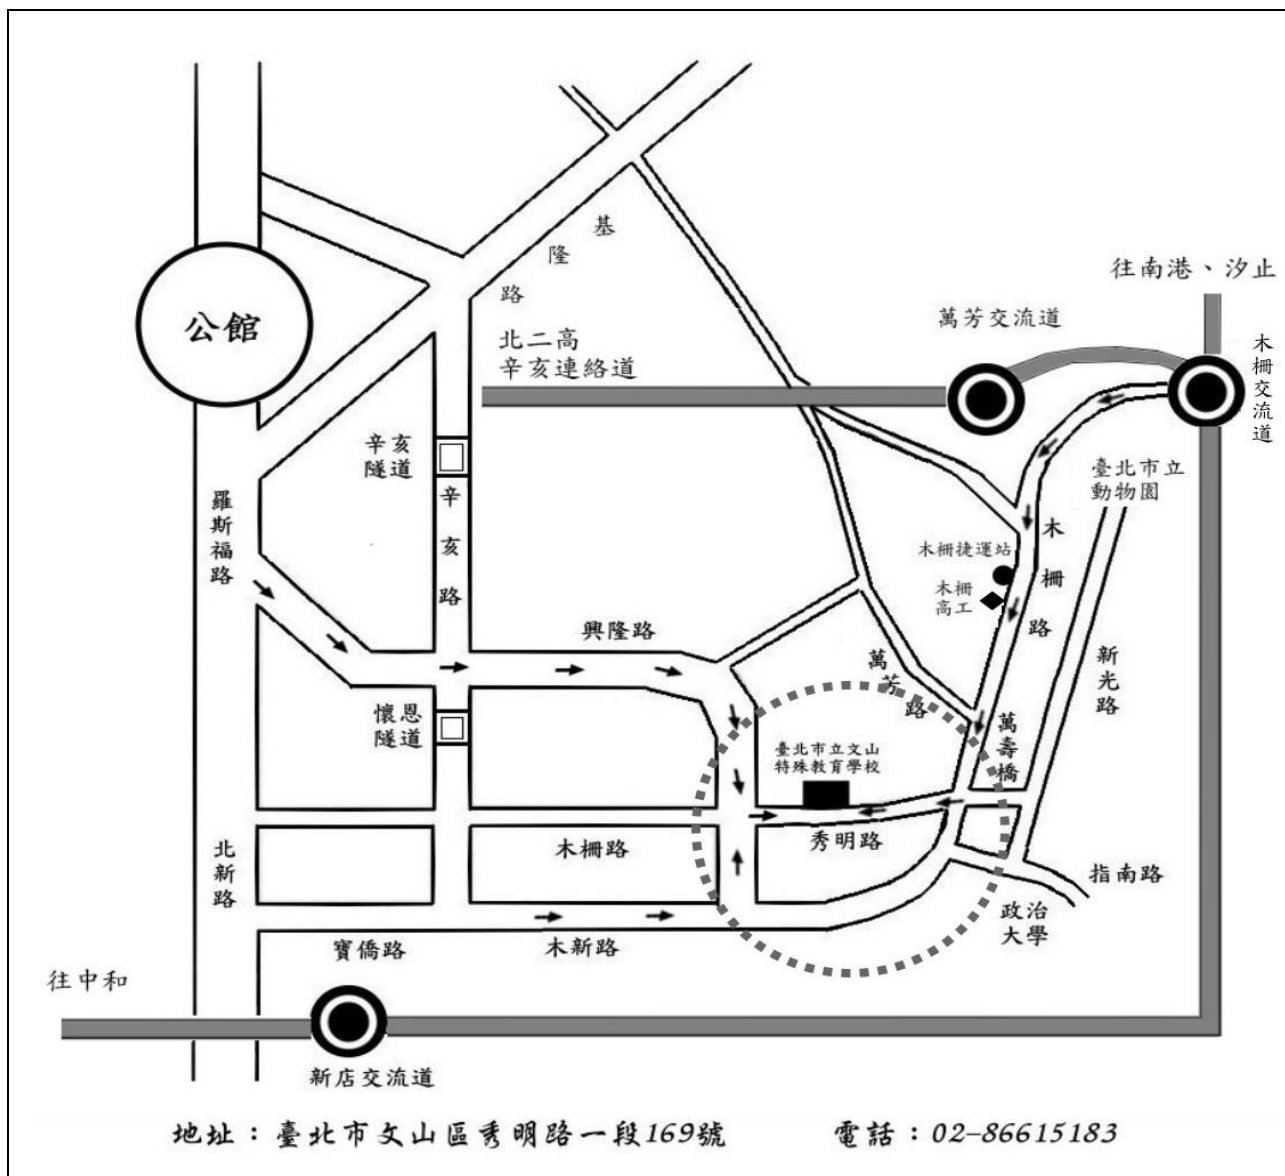 基隆路
往南港、汐止
萬芳交流道
公館
北二高
辛亥連絡道
木柵交流道
辛亥
隧道
臺北市立
動物園
羅斯福路
辛亥路
木柵路
木柵捷運站
木柵
高工
興隆路
萬芳路
新光路
懷恩
隧道
萬壽橋
臺北市立文山
特殊教育學校
北新路
木柵路
秀明路
指南路
政治
大學
寶僑路
木新路
往中和
新店交流道
地址：臺北市文山區秀明路一段169號
電話：02-86615183